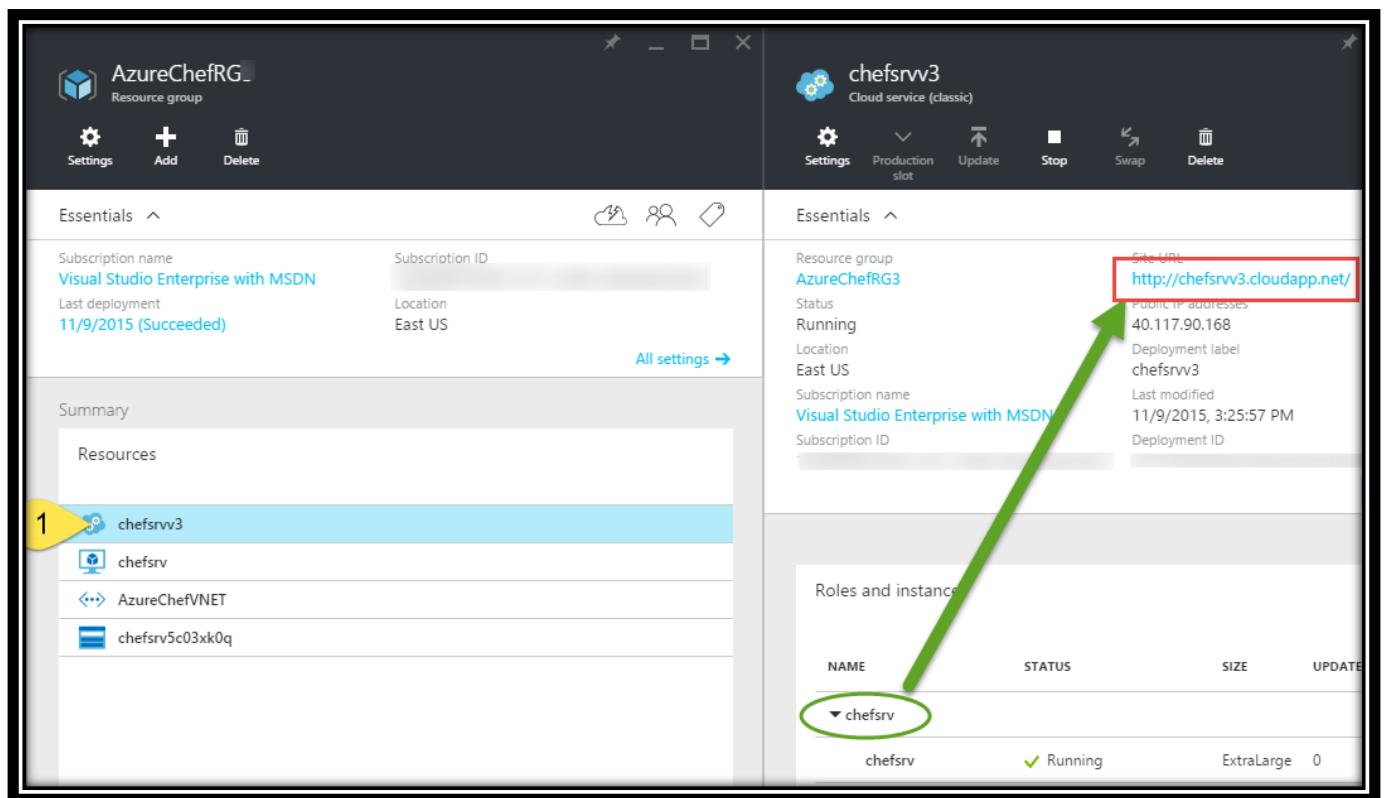 AzureChefRG_
Resource group
Settings Add Delete
Essentials
Subscription name Subscription ID
Visual Studio Enterprise with MSDN
Last deployment Location
11/9/2015 (Succeeded) East US
All settings
Summary
Resources
1
chefsrvv3
chefsrv
AzureChefVNET
chefsrv5c03xk0q
chefsrvv3
Cloud service (classic)
Settings Production slot Update Stop Swap Delete
Essentials
Resource group Site URL
AzureChefRG3 http://chefsrvv3.cloudapp.net/
Status Public IP addresses
Running 40.117.90.168
Location Deployment label
East US chefsrvv3
Subscription name Last modified
Visual Studio Enterprise with MSDN 11/9/2015, 3:25:57 PM
Subscription ID Deployment ID
Roles and instance
NAME STATUS SIZE UPDATE
chefsrv
chefsrv Running ExtraLarge 0